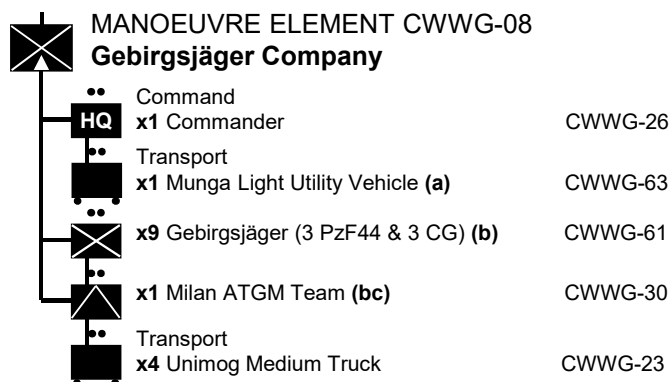 MANOEUVRE ELEMENT CWWG-08
Gebirgsjäger Company
Command
HQ x1 Commander CWWG-26
Transport
x1 Munga Light Utility Vehicle (a) CWWG-63
x9 Gebirgsjäger (3 PzF44 & 3 CG) (b) CWWG-61
x1 Milan ATGM Team (bc) CWWG-30
Transport
x4 Unimog Medium Truck CWWG-23